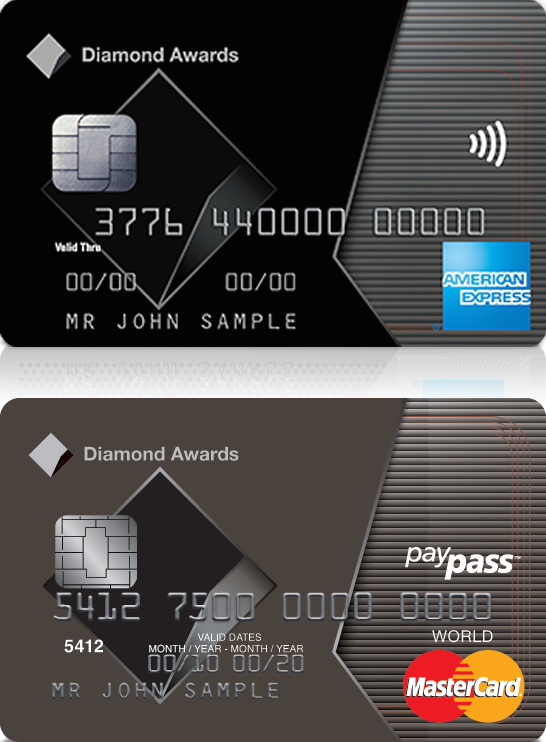 Diamond Awards
3776 440000 00000
Valid Thru
00/00 00/00
AMERICAN
EXPRESS
MR JOHN SAMPLE
Diamond Awards
paypass™
5412 7500 0000 0000
5412
VALID DATES
MONTH / YEAR - MONTH / YEAR
WORLD
00/10 00/20
MR JOHN SAMPLE
MasterCard